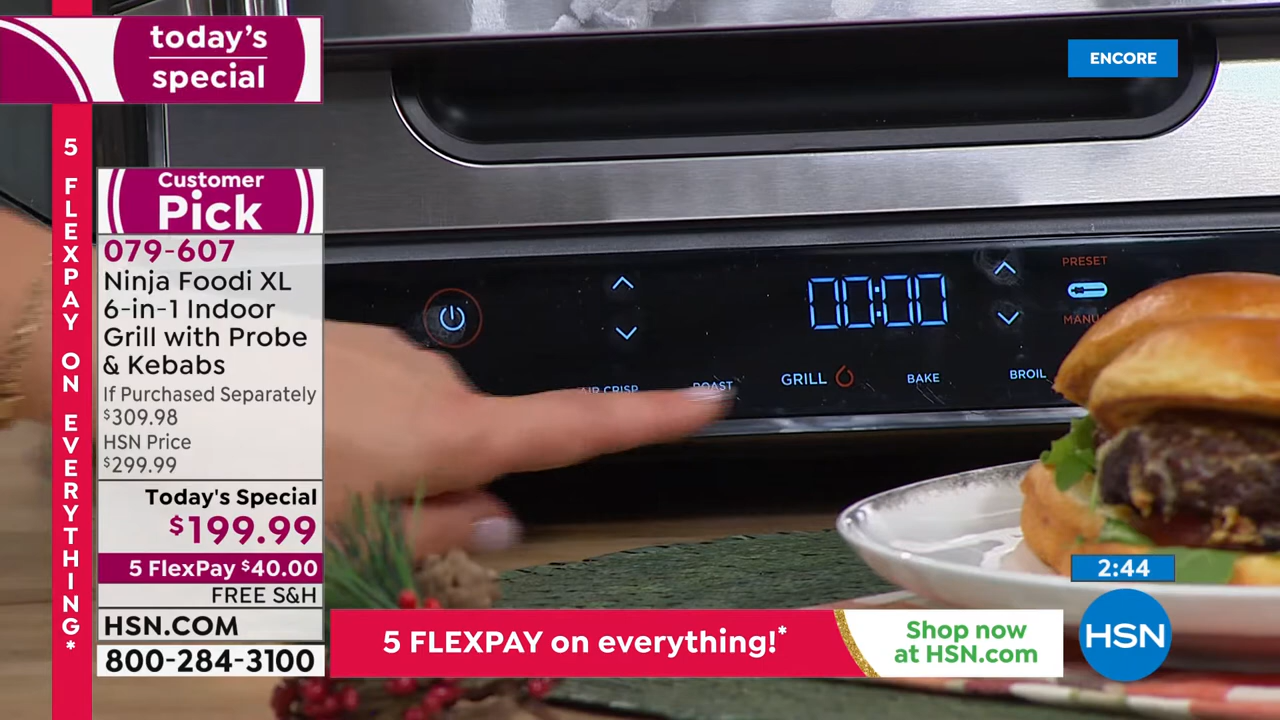 today's
special
ENCORE
5 FLEXPAY ON EVERYTHING*
Customer
Pick
079-607
Ninja Foodi XL
6-in-1 Indoor
Grill with Probe
& Kebabs
If Purchased Separately
$309.98
HSN Price
$299.99
Today's Special
$199.99
5 FlexPay $40.00
FREE S&H
HSN.COM
800-284-3100
00:00
PRESET
MANU
AIR CRISP
ROAST
GRILL
BAKE
BROIL
2:44
5 FLEXPAY on everything!*
Shop now
at HSN.com
HSN